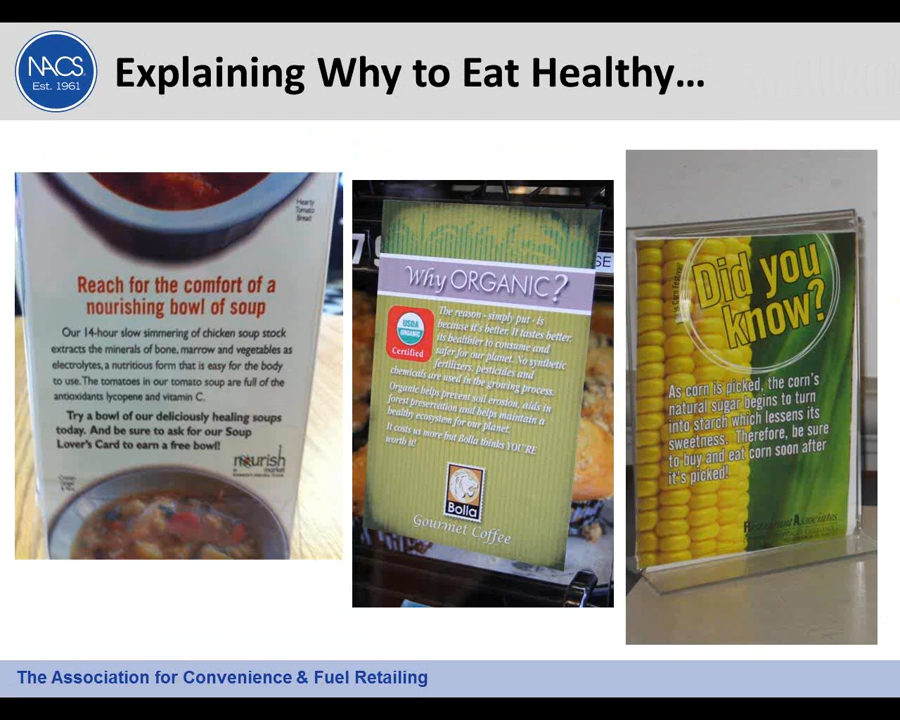 NACS
Est. 1961
Explaining Why to Eat Healthy…
Hearty
Tomato
Reach for the comfort of a
nourishing bowl of soup
Our 14-hour slow simmering of chicken soup stock
extracts the minerals of bone, marrow and vegetables as
electrolytes, a nutritious form that is easy for the body
to use. The tomatoes in our tomato soup are full of the
antioxidants lycopene and vitamin C.
Try a bowl of our deliciously healing soups
today. And be sure to ask for our Soup
Lover's Card to earn a free bowl!
nourish
market
Why ORGANIC?
USDA
ORGANIC
Certified
The reason - simply put - is
because it's better. It tastes better,
its healthier to consume and
safer for our planet. No synthetic
fertilizers, pesticides and
chemicals are used in the growing process.
Organic helps prevent soil erosion, aids in
forest preservation and helps maintain a
healthy ecosystem for our planet.
It costs us more but Bolla thinks YOU'RE
worth it!
Bolla
Gourmet Coffee
7
SE
Did you
know?
As corn is picked, the corn's
natural sugar begins to turn
into starch which lessens its
sweetness. Therefore, be sure
to buy and eat corn soon after
it's picked!
Restaurant Associates
The Association for Convenience & Fuel Retailing